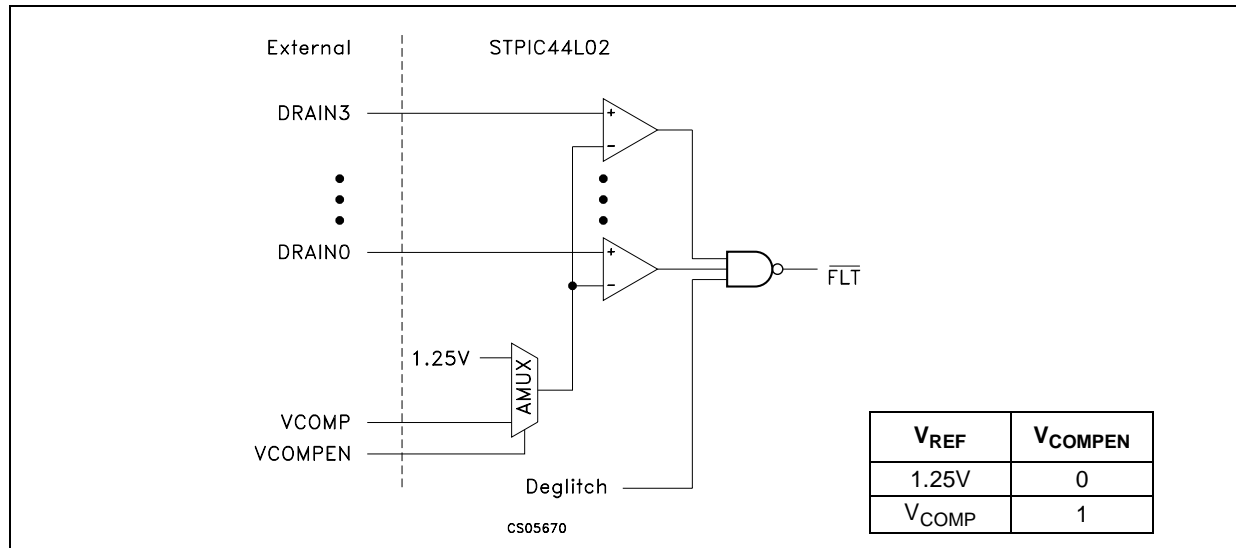 External STPIC44L02
DRAIN3
+
-
DRAIN0
+
-
FLT
1.25V
AMUX
VCOMP
VCOMPEN
Deglitch
CS05670
VREF VCOMPEN
1.25V 0
VCOMP 1